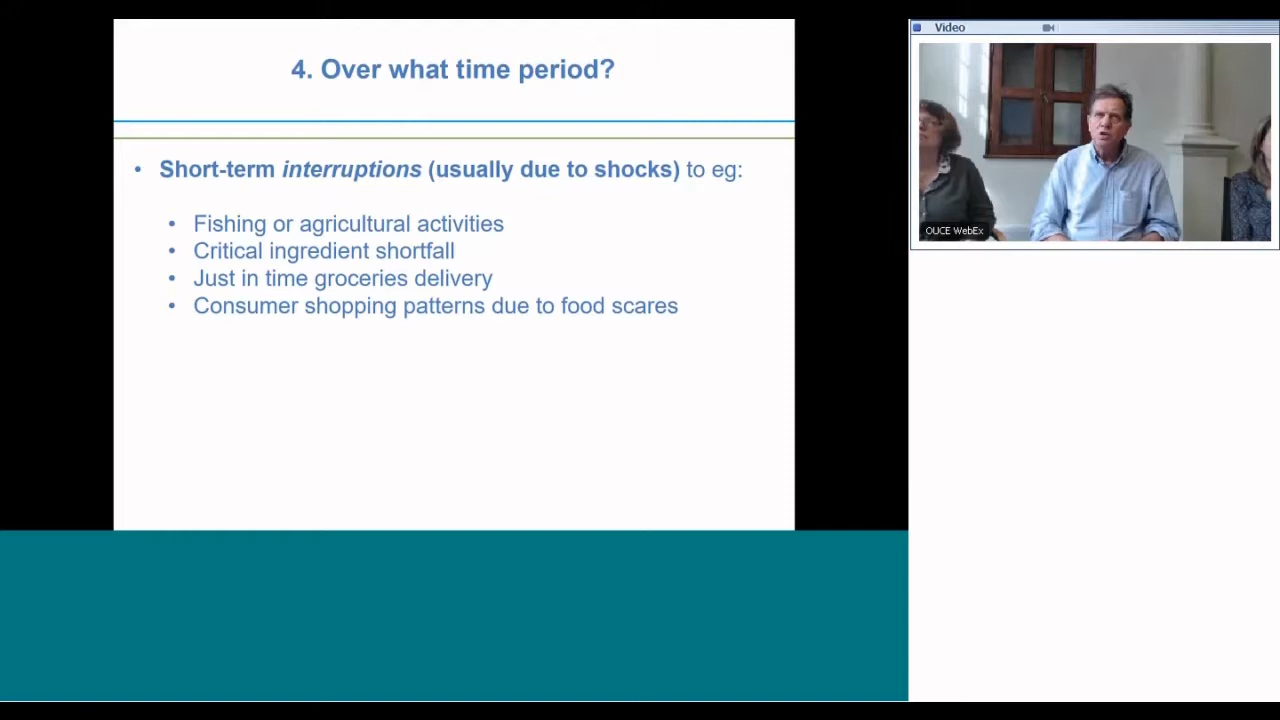 4. Over what time period?
• Short-term interruptions (usually due to shocks) to eg:
• Fishing or agricultural activities
• Critical ingredient shortfall
• Just in time groceries delivery
• Consumer shopping patterns due to food scares
Video
OUCE WebEx